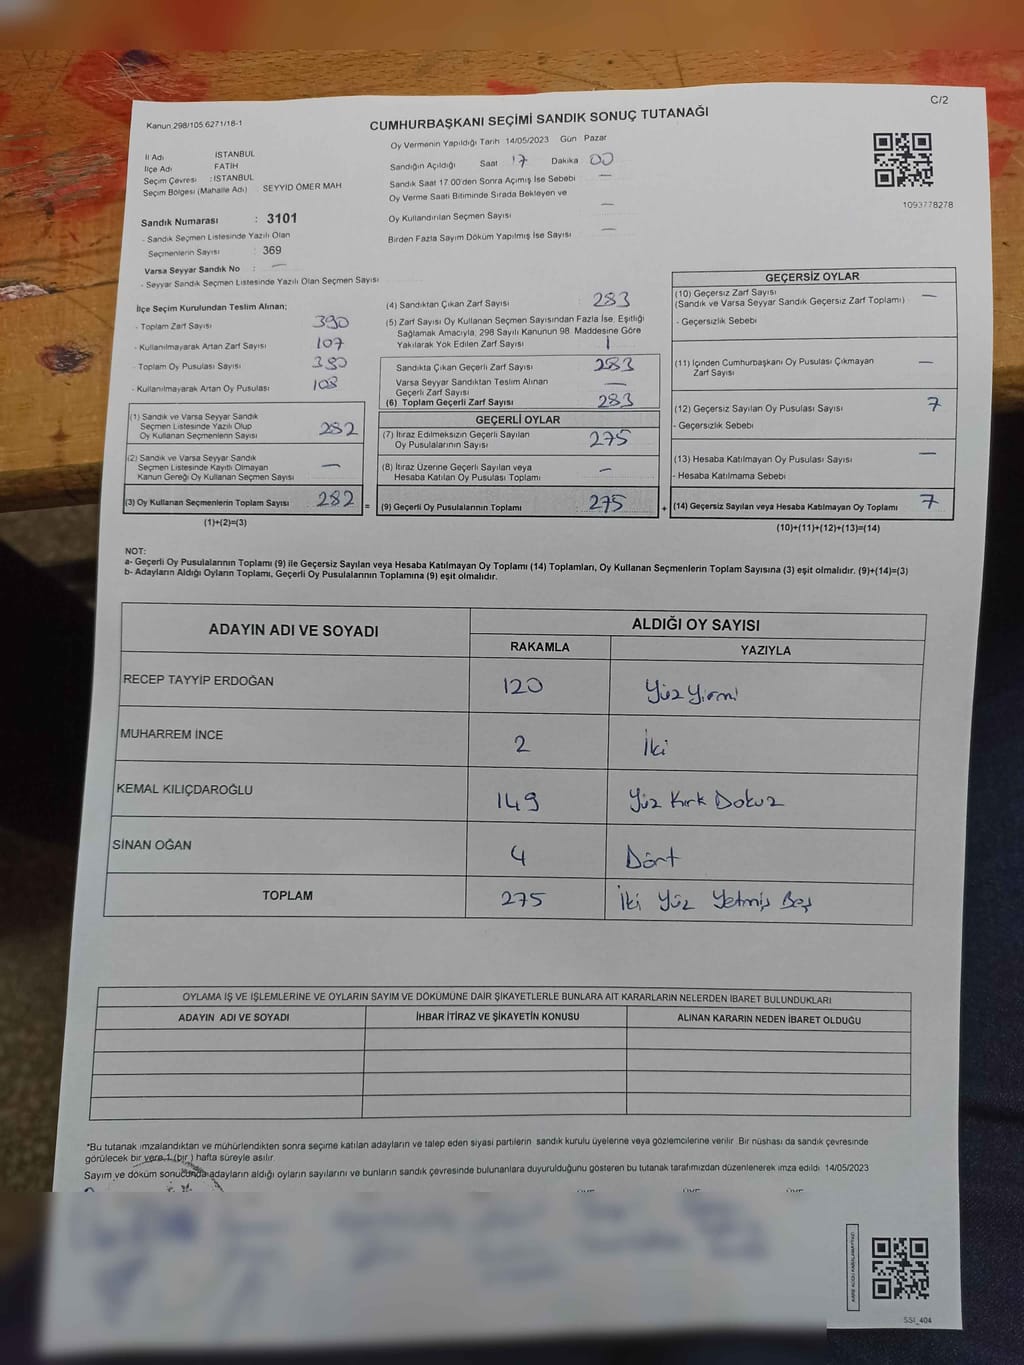 C/2
Kanun 298/105 6271/18-1
CUMHURBAŞKANI SEÇİMİ SANDIK SONUÇ TUTANAĞI
1093778278
İl Adı : İSTANBUL
İlçe Adı FATİH
Seçim Çevresi : İSTANBUL
Seçim Bölgesi (Mahalle Adı) SEYYİD ÖMER MAH
Sandık Numarası : 3101
- Sandık Seçmen Listesinde Yazılı Olan
Seçmenlerin Sayısı : 369
Varsa Seyyar Sandık No : —
- Seyyar Sandık Seçmen Listesinde Yazılı Olan Seçmen Sayısı
Oy Vermenin Yapıldığı Tarih 14/05/2023 Gün Pazar
Sandığın Açıldığı Saat 17 Dakika 00
Sandık Saat 17.00'den Sonra Açılmış İse Sebebi —
Oy Verme Saati Bitiminde Sırada Bekleyen ve
Oy Kullandırılan Seçmen Sayısı —
Birden Fazla Sayım Döküm Yapılmış İse Sayısı —
İlçe Seçim Kurulundan Teslim Alınan;
- Toplam Zarf Sayısı 390
- Kullanılmayarak Artan Zarf Sayısı 107
- Toplam Oy Pusulası Sayısı 390
- Kullanılmayarak Artan Oy Pusulası 108
(1) Sandık ve Varsa Seyyar Sandık
Seçmen Listesinde Yazılı Olup
Oy Kullanan Seçmenlerin Sayısı 282
(2) Sandık ve Varsa Seyyar Sandık
Seçmen Listesinde Kayıtlı Olmayan
Kanun Gereği Oy Kullanan Seçmen Sayısı —
(3) Oy Kullanan Seçmenlerin Toplam Sayısı 282 =
(1)+(2)=(3)
(4) Sandıktan Çıkan Zarf Sayısı 283
(5) Zarf Sayısı Oy Kullanan Seçmen Sayısından Fazla İse, Eşitliği
Sağlamak Amacıyla, 298 Sayılı Kanunun 98. Maddesine Göre
Yakılarak Yok Edilen Zarf Sayısı 1
Sandıkta Çıkan Geçerli Zarf Sayısı 283
Varsa Seyyar Sandıktan Teslim Alınan
Geçerli Zarf Sayısı —
(6) Toplam Geçerli Zarf Sayısı 283
GEÇERLİ OYLAR
(7) İtiraz Edilmeksizin Geçerli Sayılan
Oy Pusulalarının Sayısı 275
(8) İtiraz Üzerine Geçerli Sayılan veya
Hesaba Katılan Oy Pusulası Toplamı —
(9) Geçerli Oy Pusulalarının Toplamı 275 +
GEÇERSİZ OYLAR
(10) Geçersiz Zarf Sayısı —
(Sandık ve Varsa Seyyar Sandık Geçersiz Zarf Toplamı)
- Geçersizlik Sebebi
(11) İçinden Cumhurbaşkanı Oy Pusulası Çıkmayan —
Zarf Sayısı
(12) Geçersiz Sayılan Oy Pusulası Sayısı 7
- Geçersizlik Sebebi
(13) Hesaba Katılmayan Oy Pusulası Sayısı —
- Hesaba Katılmama Sebebi
(14) Geçersiz Sayılan veya Hesaba Katılmayan Oy Toplamı 7
(10)+(11)+(12)+(13)=(14)
NOT:
a- Geçerli Oy Pusulalarının Toplamı (9) ile Geçersiz Sayılan veya Hesaba Katılmayan Oy Toplamı (14) Toplamları, Oy Kullanan Seçmenlerin Toplam Sayısına (3) eşit olmalıdır. (9)+(14)=(3)
b- Adayların Aldığı Oyların Toplamı, Geçerli Oy Pusulalarının Toplamına (9) eşit olmalıdır.
ADAYIN ADI VE SOYADI ALDIĞI OY SAYISI
RAKAMLA YAZIYLA
RECEP TAYYİP ERDOĞAN 120 Yüz Yirmi
MUHARREM İNCE 2 İki
KEMAL KILIÇDAROĞLU 149 Yüz Kırk Dokuz
SİNAN OĞAN 4 Dört
TOPLAM 275 İki Yüz Yetmiş Beş
OYLAMA İŞ VE İŞLEMLERİNE VE OYLARIN SAYIM VE DÖKÜMÜNE DAİR ŞİKAYETLERLE BUNLARA AİT KARARLARIN NELERDEN İBARET BULUNDUKLARI
ADAYIN ADI VE SOYADI İHBAR İTİRAZ VE ŞİKAYETİN KONUSU ALINAN KARARIN NEDEN İBARET OLDUĞU
*Bu tutanak imzalandıktan ve mühürlendikten sonra seçime katılan adayların ve talep eden siyasi partilerin sandık kurulu üyelerine veya gözlemcilerine verilir. Bir nüshası da sandık çevresinde
görülecek bir yere 1 (bir ) hafta süreyle asılır.
Sayım ve döküm sonucunda adayların aldığı oyların sayılarını ve bunların sandık çevresinde bulunanlara duyurulduğunu gösteren bu tutanak tarafımızdan düzenlenerek imza edildi. 14/05/2023
SSI_404